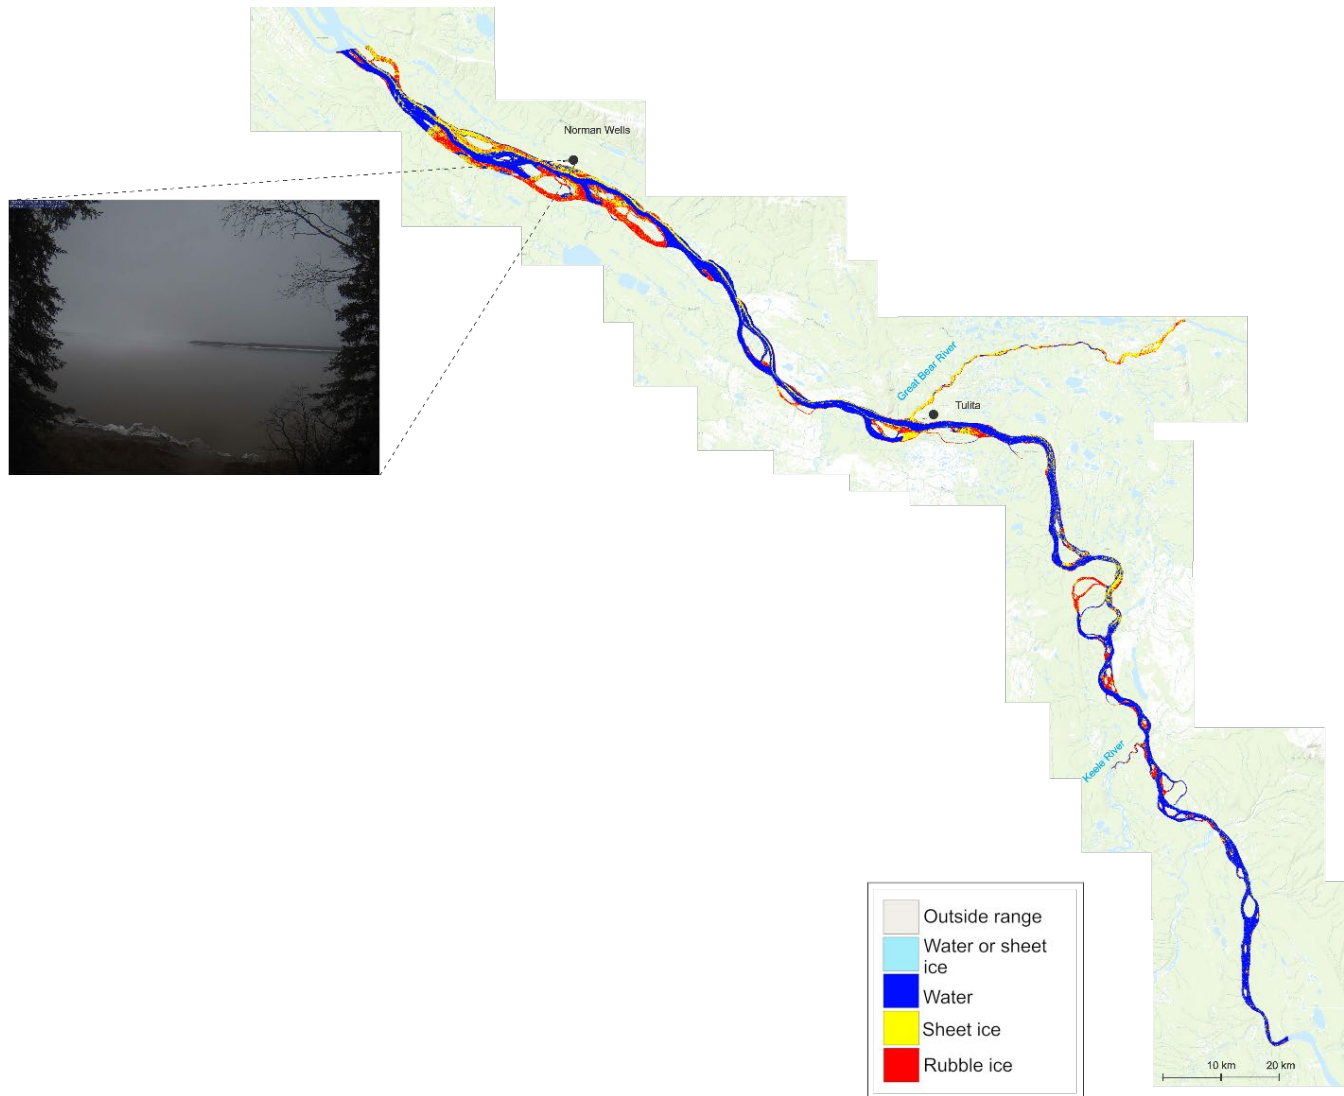 Norman Wells
Great Bear River
Tulita
Keele River
Outside range
Water or sheet
ice
Water
Sheet ice
Rubble ice
10 km 20 km